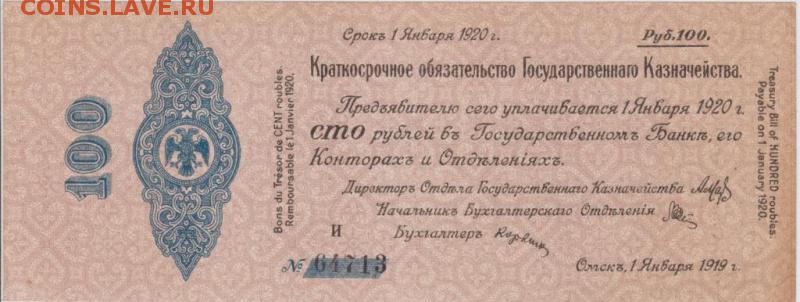 COINS.LAVE.RU
Срокъ 1 Января 1920 г.
Руб.100.
Краткосрочное обязательство Государственнаго Казначейства.
Предъявителю сего уплачивается 1 Января 1920 г.
сто рублей въ Государственномъ Банкѣ, его
Конторахъ и Отдѣленіяхъ.
Директоръ Отдѣла Государственнаго Казначейства
Начальникъ Бухгалтерскаго Отдѣленія
И Бухгалтеръ
№ 64713
Омскъ, 1 Января 1919 г.
100
Bons du Trésor de CENT roubles.
Remboursable le 1 Janvier 1920.
Treasury Bill of HUNDRED roubles.
Payable on 1 January 1920.